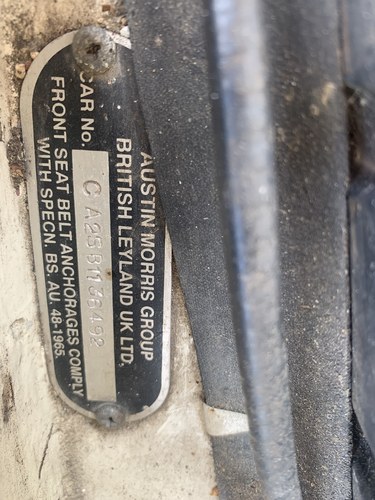 AUSTIN MORRIS GROUP
BRITISH LEYLAND UK LTD,
CAR No.
FRONT SEAT BELT ANCHORAGES COMPLY
WITH SPECN. BS. AU. 48-1965.